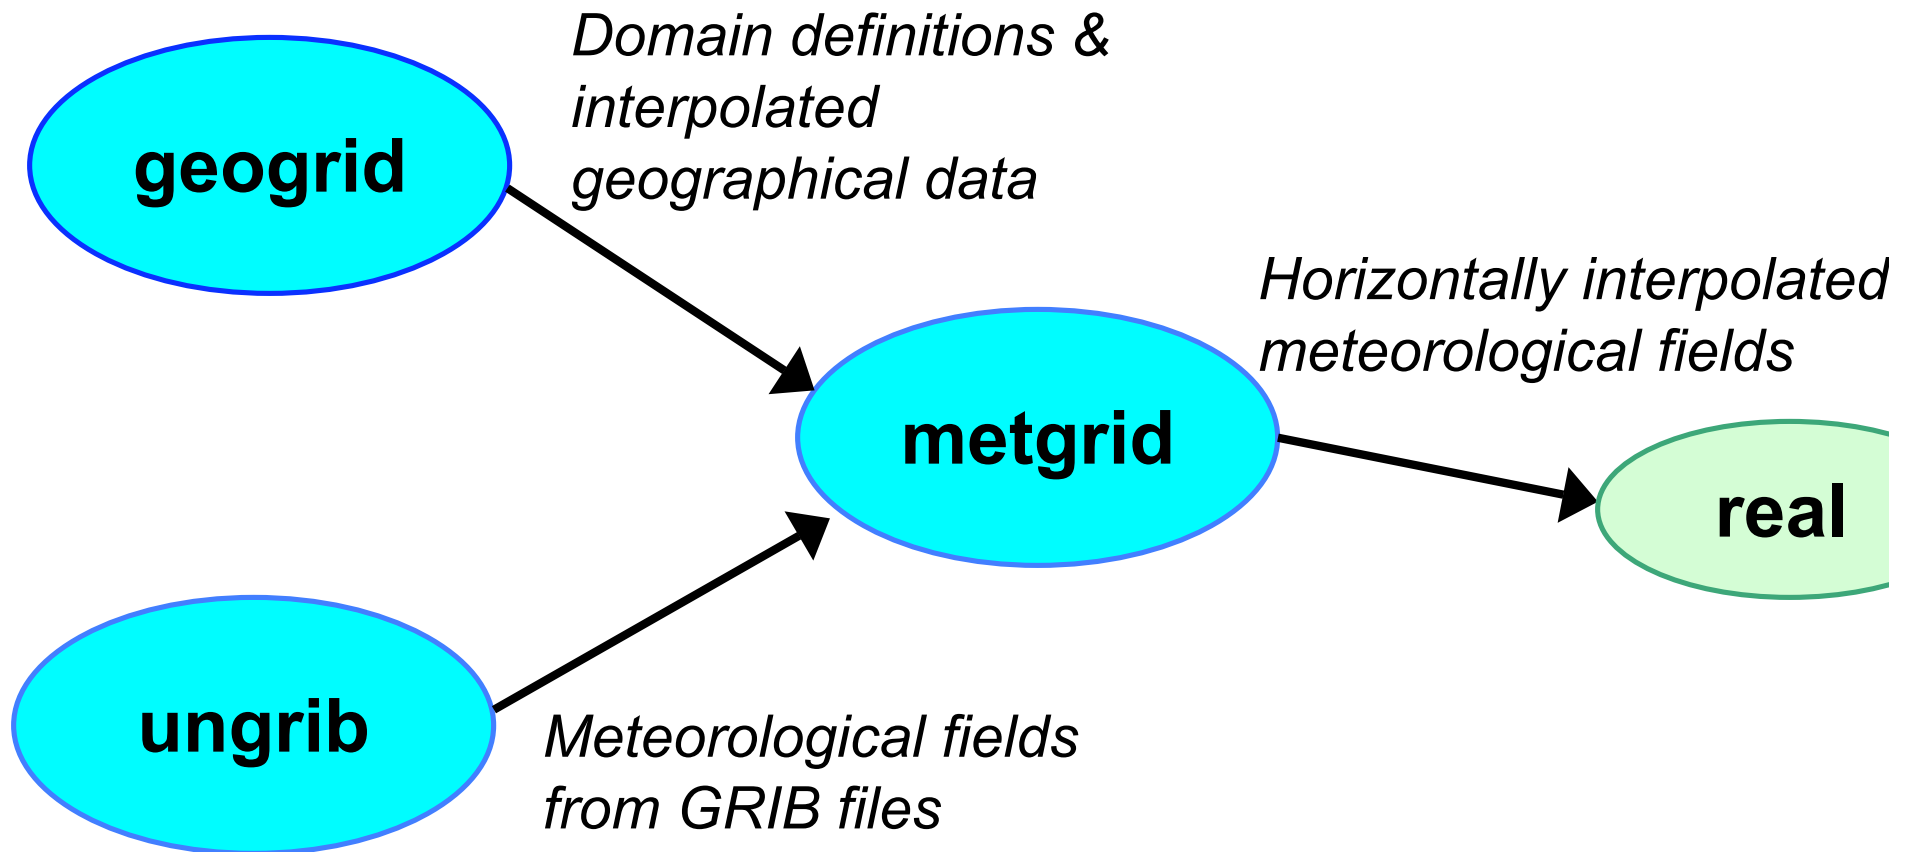 geogrid
Domain definitions &
interpolated
geographical data
Horizontally interpolated
meteorological fields
metgrid
real
ungrib
Meteorological fields
from GRIB files